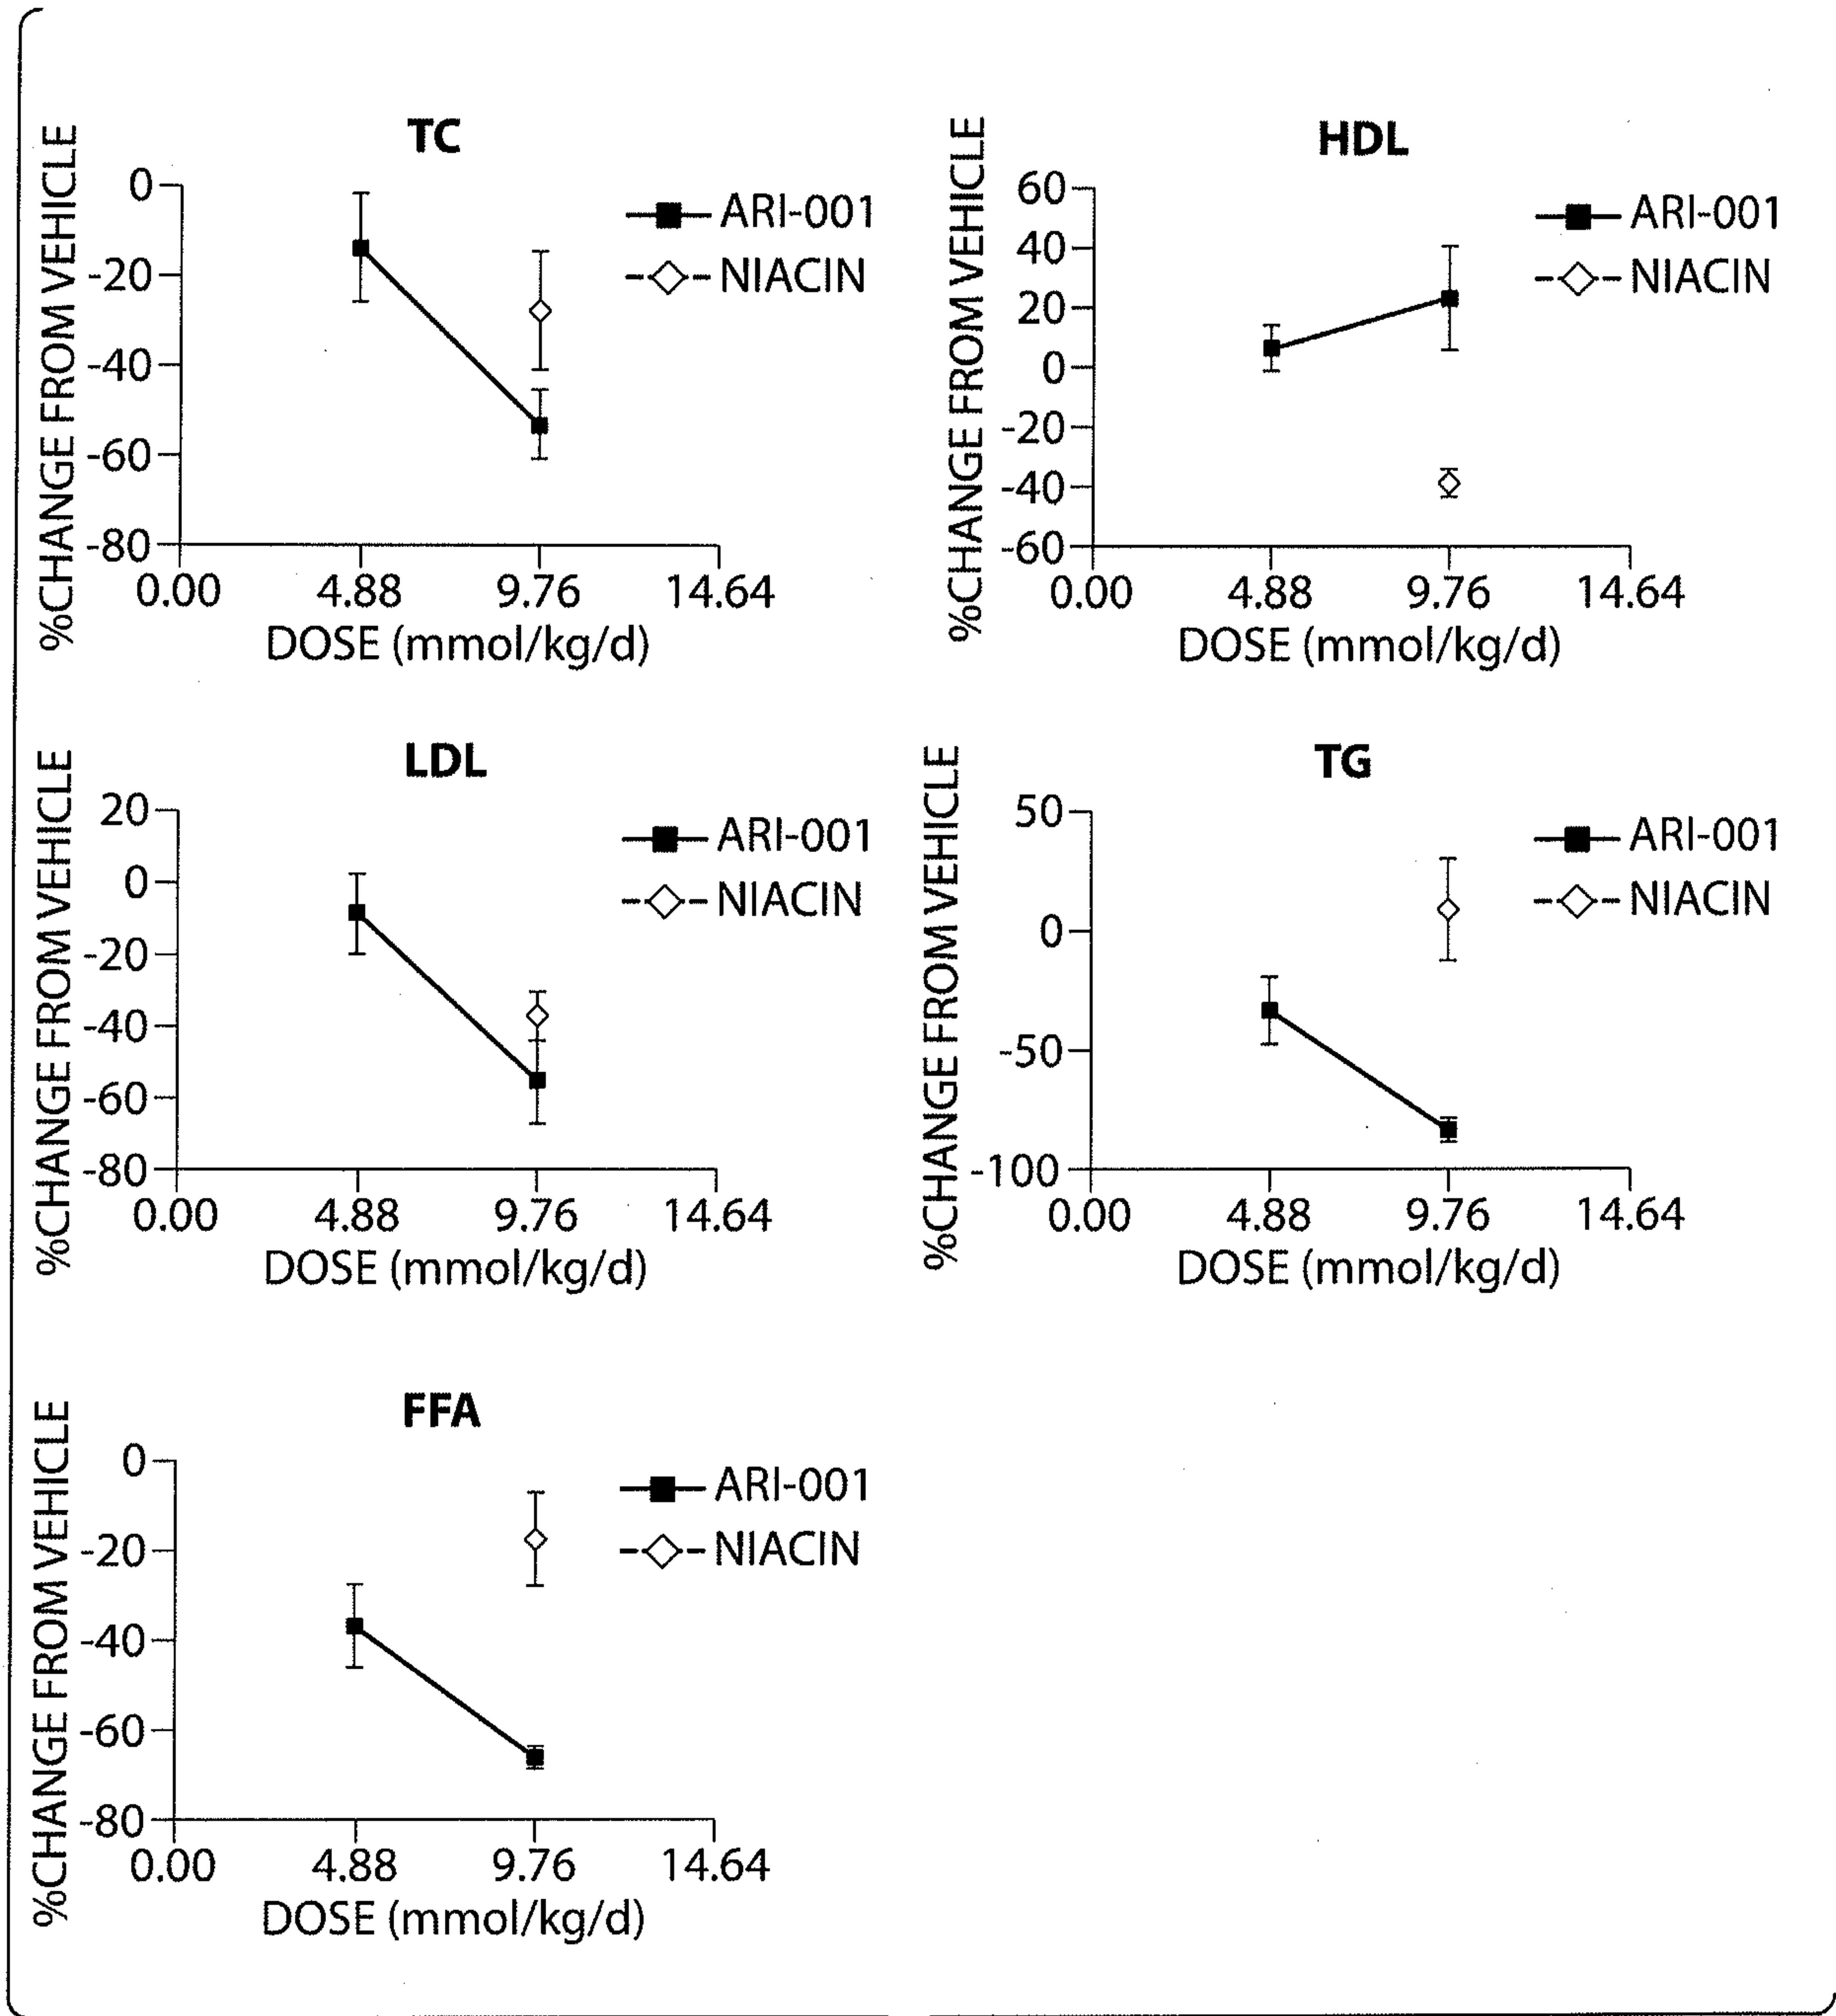 TC
%CHANGE FROM VEHICLE
0
-20
-40
-60
-80
0.00 4.88 9.76 14.64
DOSE (mmol/kg/d)
ARI-001
NIACIN
HDL
%CHANGE FROM VEHICLE
60
40
20
0
-20
-40
-60
0.00 4.88 9.76 14.64
DOSE (mmol/kg/d)
ARI-001
NIACIN
LDL
%CHANGE FROM VEHICLE
20
0
-20
-40
-60
-80
0.00 4.88 9.76 14.64
DOSE (mmol/kg/d)
ARI-001
NIACIN
TG
%CHANGE FROM VEHICLE
50
0
-50
-100
0.00 4.88 9.76 14.64
DOSE (mmol/kg/d)
ARI-001
NIACIN
FFA
%CHANGE FROM VEHICLE
0
-20
-40
-60
-80
0.00 4.88 9.76 14.64
DOSE (mmol/kg/d)
ARI-001
NIACIN